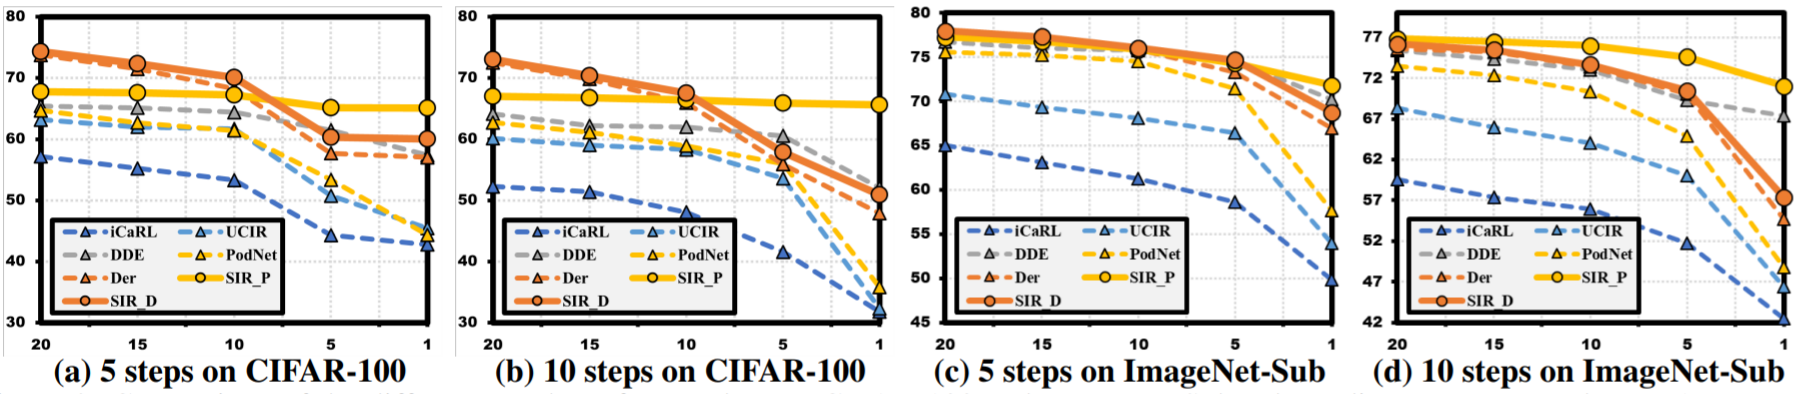 80
70
60
50
40
30
iCaRL UCIR
DDE PodNet
Der SIR_P
SIR_D
20 15 10 5 1
(a) 5 steps on CIFAR-100
80
70
60
50
40
30
iCaRL UCIR
DDE PodNet
Der SIR_P
SIR_D
20 15 10 5 1
(b) 10 steps on CIFAR-100
80
75
70
65
60
55
50
45
iCaRL UCIR
DDE PodNet
Der SIR_P
SIR_D
20 15 10 5 1
(c) 5 steps on ImageNet-Sub
77
72
67
62
57
52
47
42
iCaRL UCIR
DDE PodNet
Der SIR_P
SIR_D
20 15 10 5 1
(d) 10 steps on ImageNet-Sub